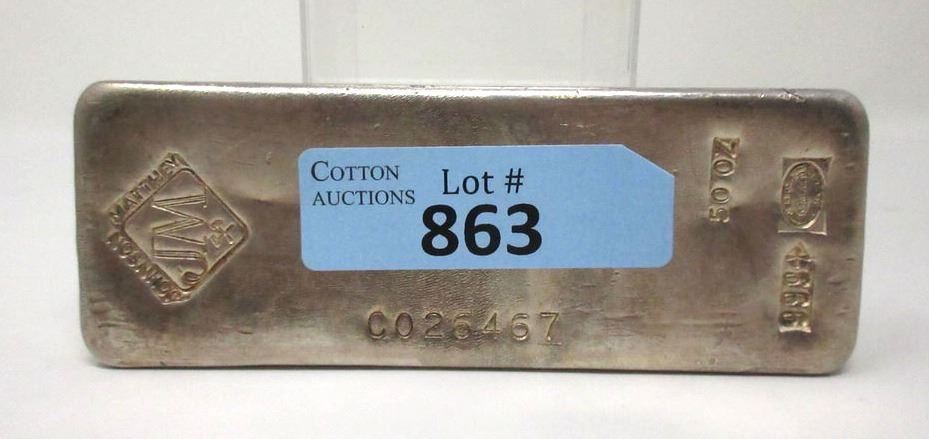 JOHNSON
MATTHEY
JM &
COTTON
AUCTIONS
Lot #
863
50 OZ
999+
C026467